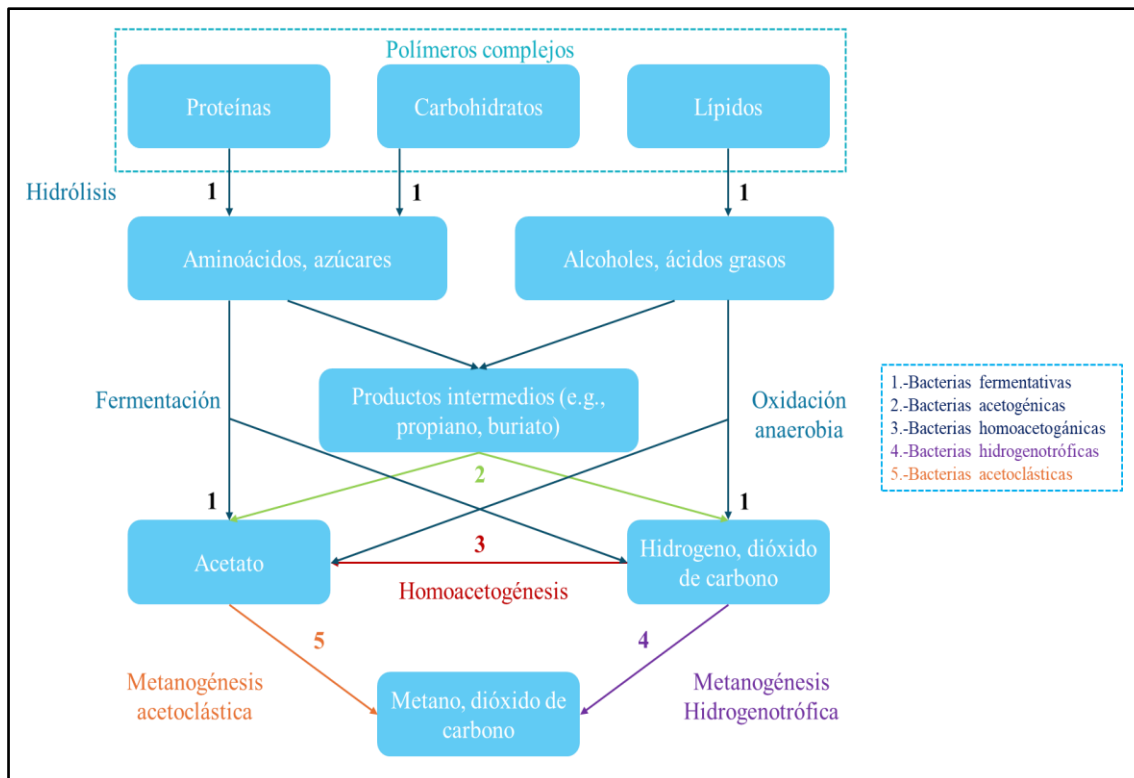 Polímeros complejos
Proteínas
Carbohidratos
Lípidos
Hidrólisis
1
1
1
Aminoácidos, azúcares
Alcoholes, ácidos grasos
Fermentación
Productos intermedios (e.g.,
propiano, buriato)
Oxidación
anaerobia
1.-Bacterias fermentativas
2.-Bacterias acetogénicas
3.-Bacterias homoacetogánicas
4.-Bacterias hidrogenotróficas
5.-Bacterias acetoclásticas
2
1
1
Acetato
3
Homoacetogénesis
Hidrogeno, dióxido
de carbono
5
4
Metanogénesis
acetoclástica
Metano, dióxido de
carbono
Metanogénesis
Hidrogenotrófica